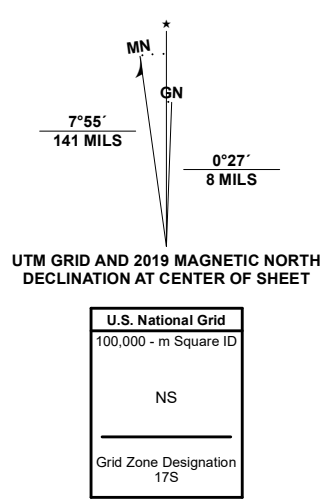 ★
MN
GN
7°55´
141 MILS
0°27´
8 MILS
UTM GRID AND 2019 MAGNETIC NORTH
DECLINATION AT CENTER OF SHEET
U.S. National Grid
100,000 - m Square ID
NS
Grid Zone Designation
17S